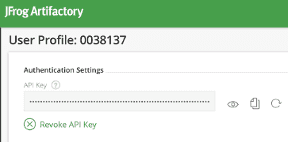 JFrog Artifactory
User Profile: 0038137
Authentication Settings
API Key ?
Revoke API Key